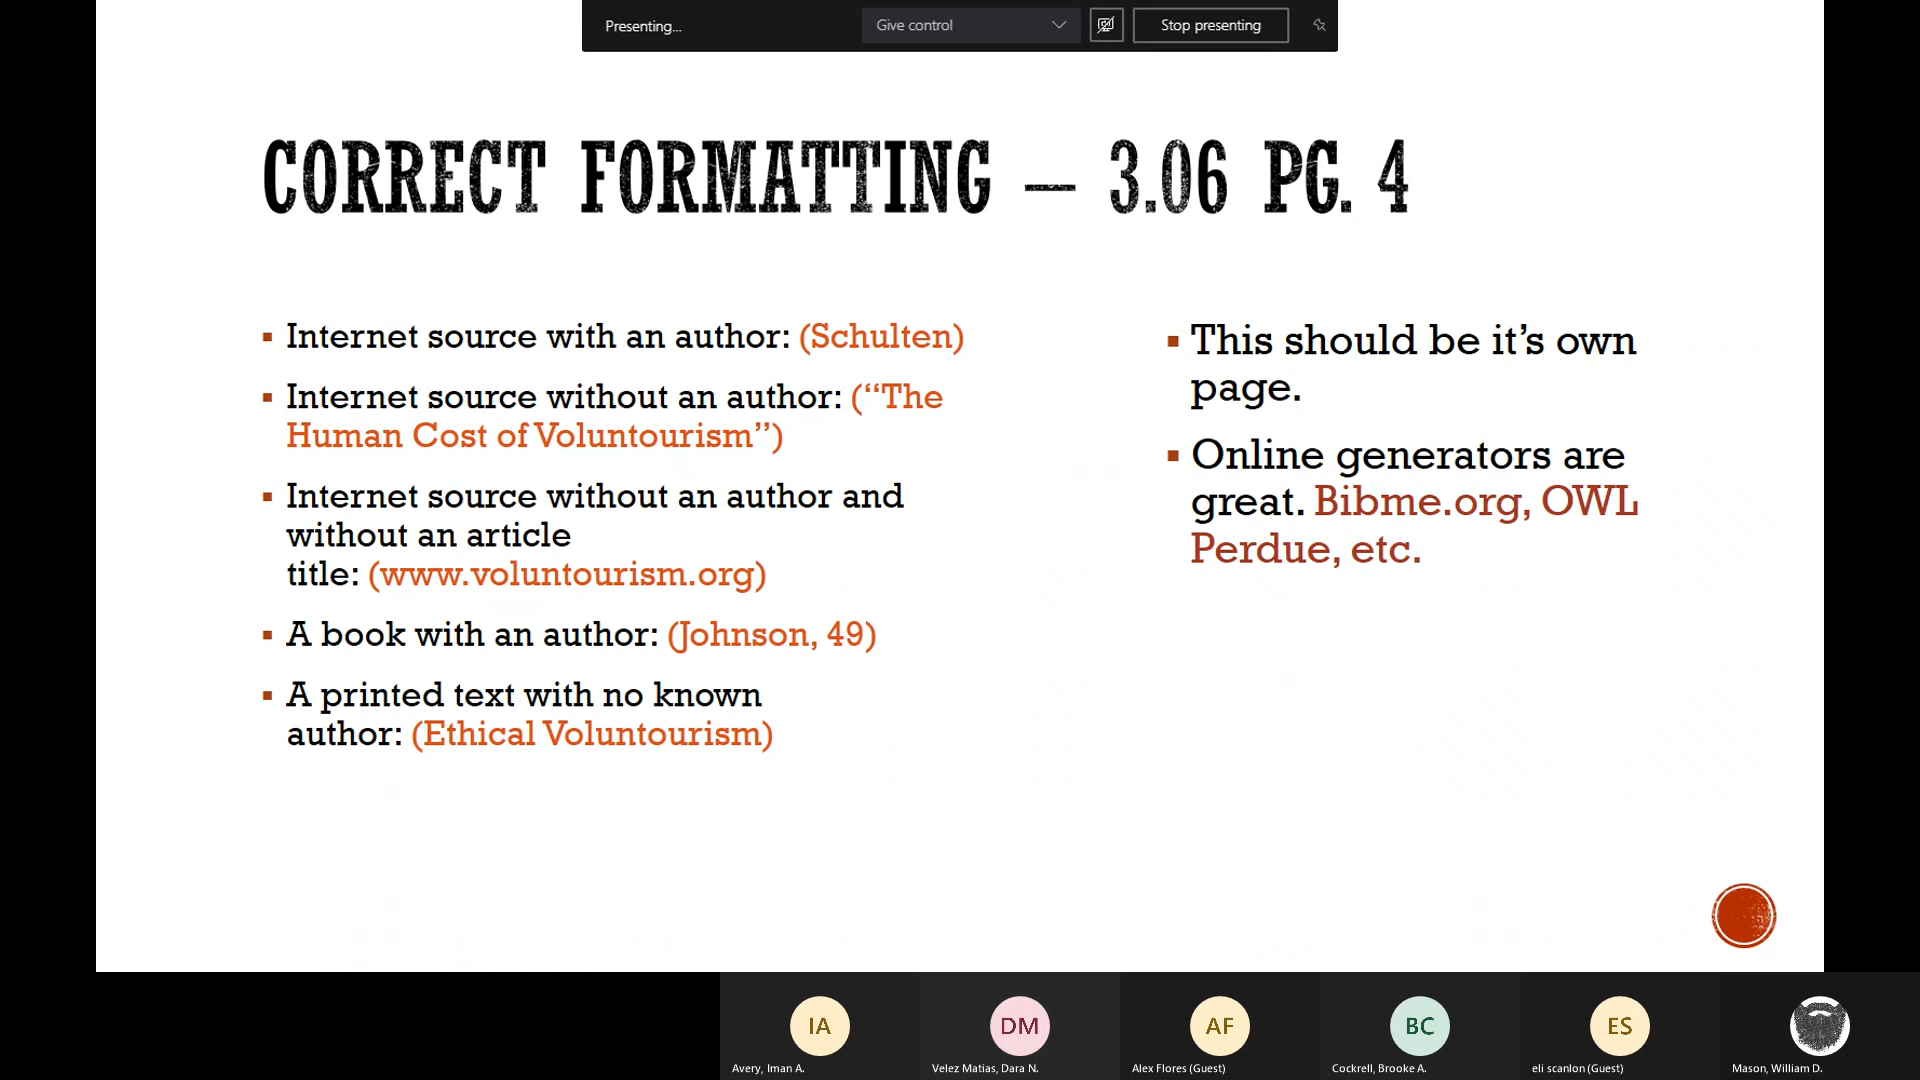 Presenting...
Give control
Stop presenting
CORRECT FORMATTING – 3.06 PG. 4
Internet source with an author: (Schulten)
Internet source without an author: (“The
Human Cost of Voluntourism”)
Internet source without an author and
without an article
title: (www.voluntourism.org)
A book with an author: (Johnson, 49)
A printed text with no known
author: (Ethical Voluntourism)
This should be it’s own
page.
Online generators are
great. Bibme.org, OWL
Perdue, etc.
IA
DM
AF
BC
ES
Avery, Iman A.
Velez Matias, Dara N.
Alex Flores (Guest)
Cockrell, Brooke A.
eli scanlon (Guest)
Mason, William D.